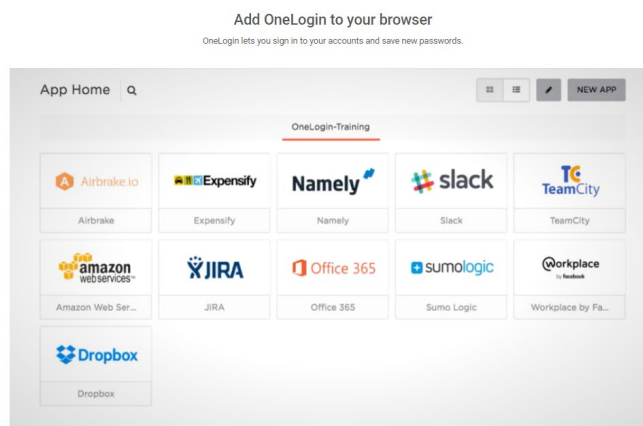 Add OneLogin to your browser
OneLogin lets you sign in to your accounts and save new passwords.
App Home
NEW APP
OneLogin-Training
Airbrake.io
Expensify
Namely
slack
TeamCity
Airbrake
Expensify
Namely
Slack
TeamCity
amazon
webservices™
JIRA
Office 365
sumologic
workplace
by facebook
Amazon Web Ser...
JIRA
Office 365
Sumo Logic
Workplace by Fa...
Dropbox
Dropbox